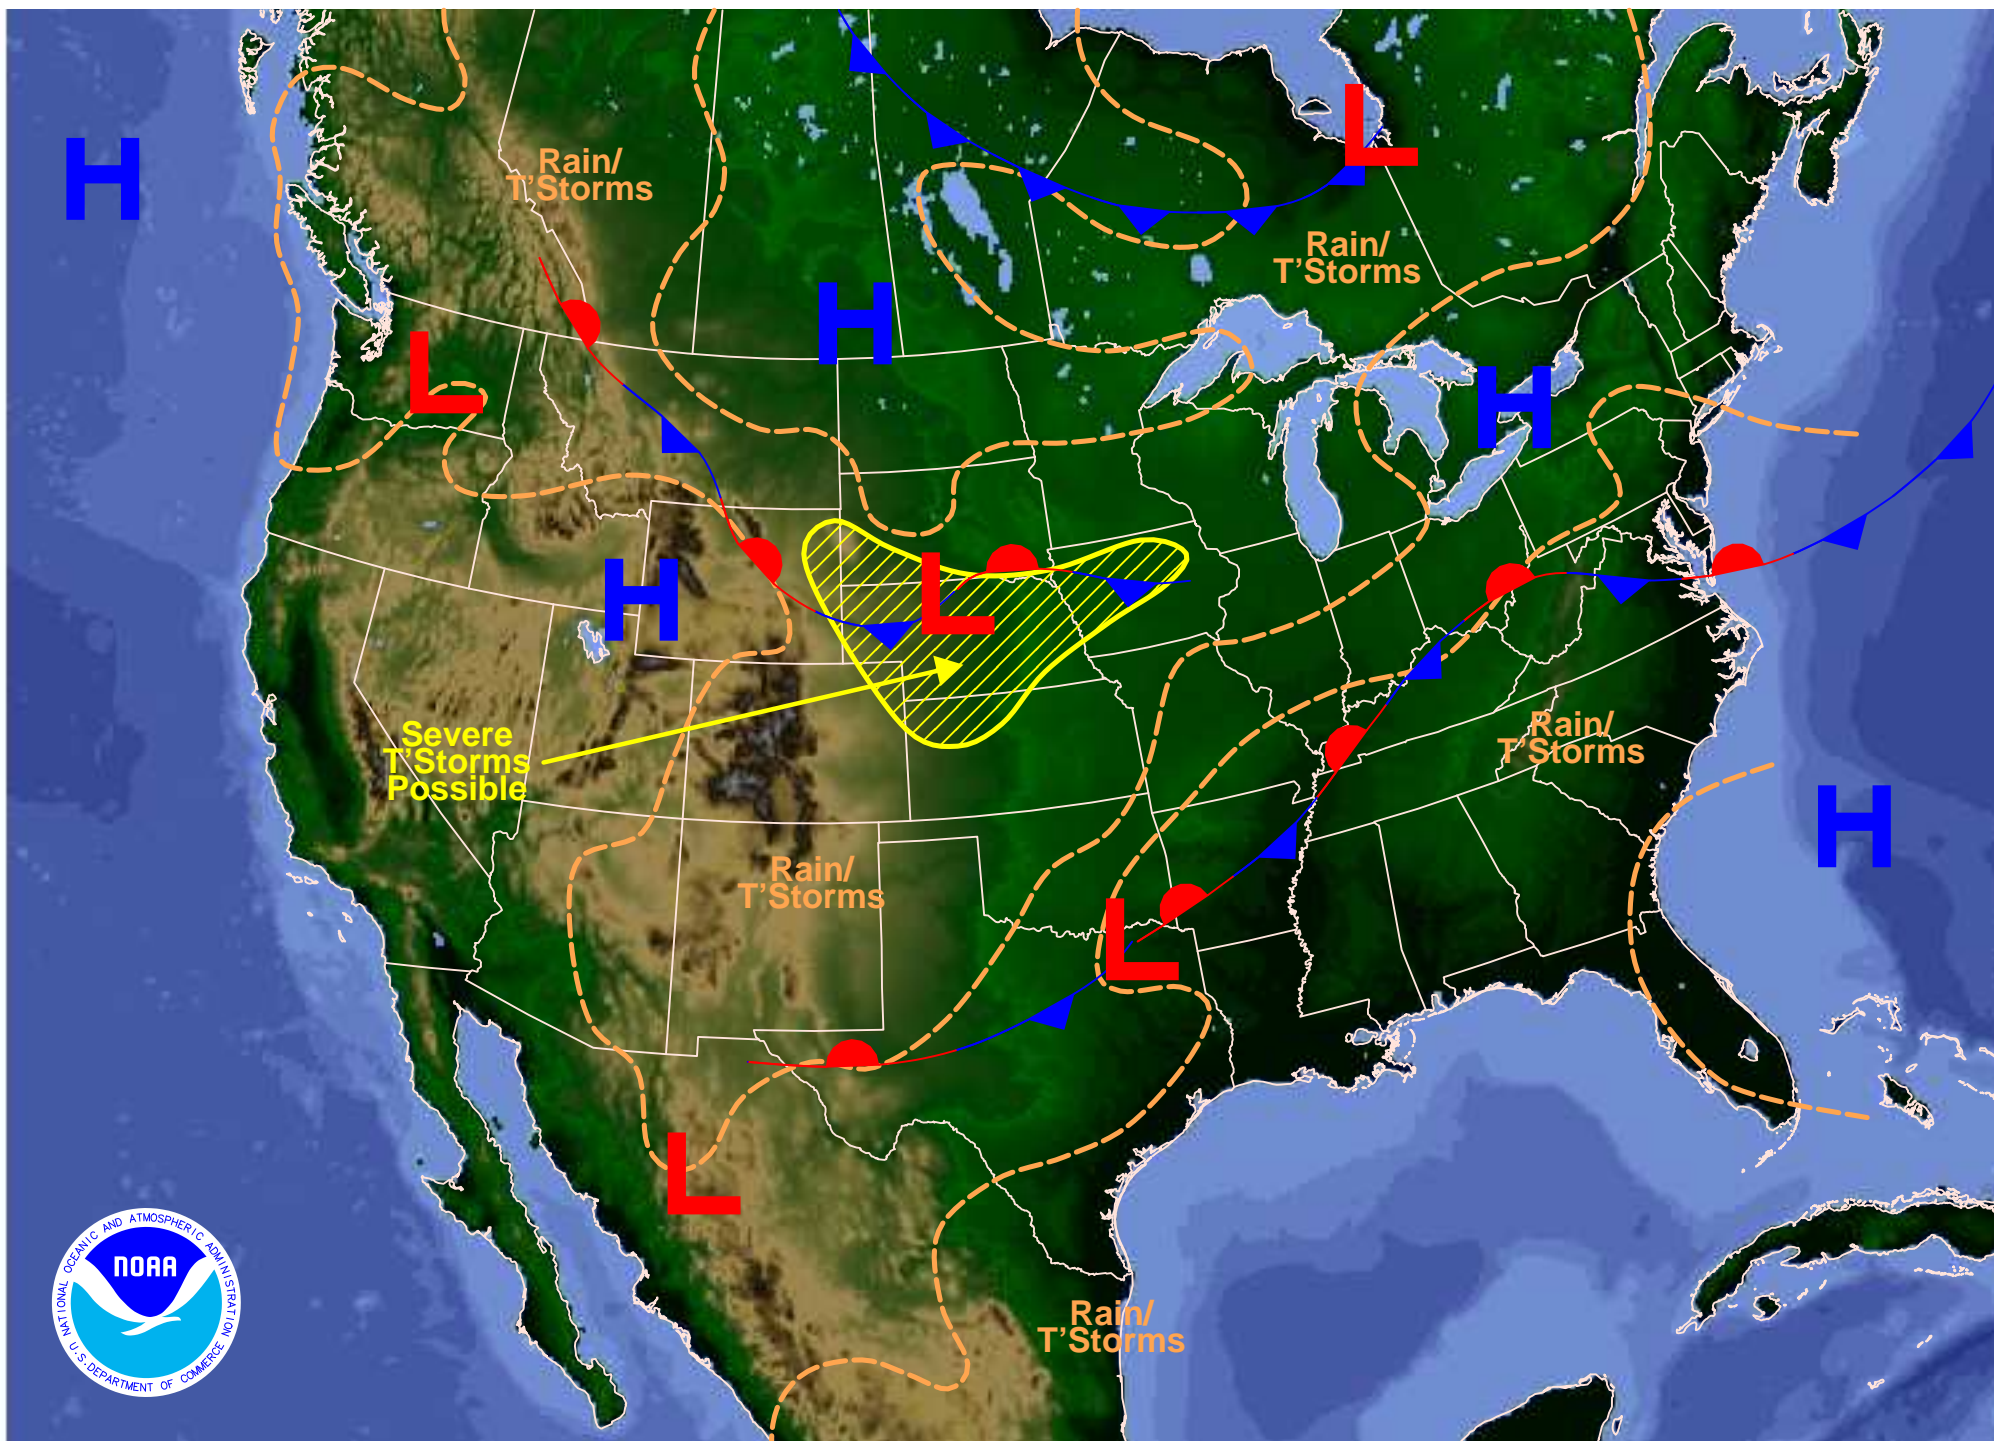 L
H
Rain/
T'Storms
Rain/
T'Storms
H
L
H
H
L
Severe
T'Storms
Possible
Rain/
T'Storms
H
Rain/
T'Storms
L
L
NATIONAL OCEANIC AND ATMOSPHERIC ADMINISTRATION
NOAA
U.S. DEPARTMENT OF COMMERCE
Rain/
T'Storms